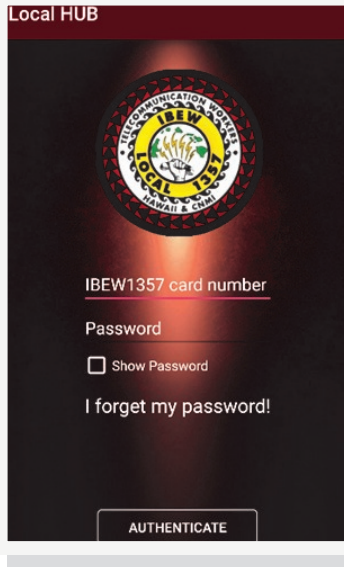 Local HUB
TELECOMMUNICATION WORKERS
IBEW
LOCAL 1357
HAWAII & CNMI
IBEW1357 card number
Password
Show Password
I forget my password!
AUTHENTICATE